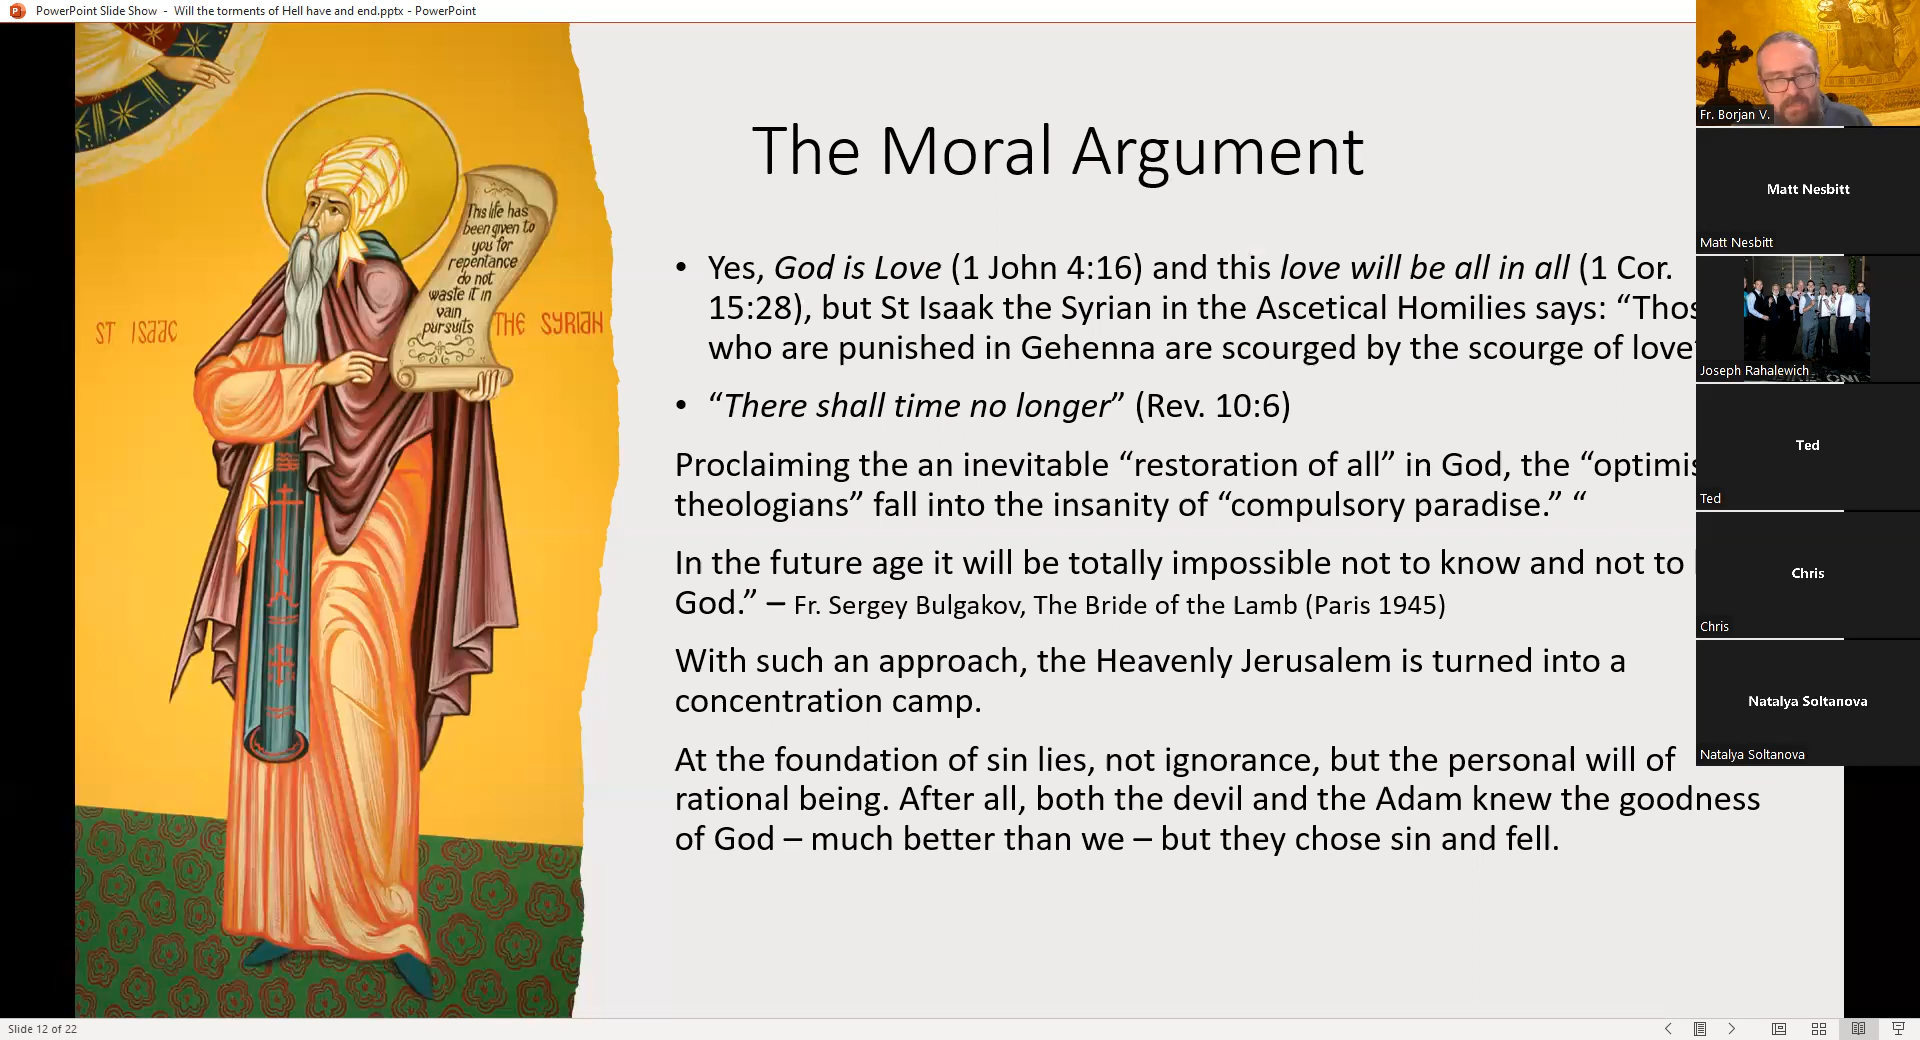 PowerPoint Slide Show - Will the torments of Hell have and end.pptx - PowerPoint
This life has
been given to
you for
repentance
do not
waste it in
vain
pursuits
ST ISAAC
THE SYRIAN
The Moral Argument
• Yes, God is Love (1 John 4:16) and this love will be all in all (1 Cor.
15:28), but St Isaak the Syrian in the Ascetical Homilies says: “Thos
who are punished in Gehenna are scourged by the scourge of love
• “There shall time no longer” (Rev. 10:6)
Proclaiming the an inevitable “restoration of all” in God, the “optimis
theologians” fall into the insanity of “compulsory paradise.” “
In the future age it will be totally impossible not to know and not to
God.” – Fr. Sergey Bulgakov, The Bride of the Lamb (Paris 1945)
With such an approach, the Heavenly Jerusalem is turned into a
concentration camp.
At the foundation of sin lies, not ignorance, but the personal will of
rational being. After all, both the devil and the Adam knew the goodness
of God – much better than we – but they chose sin and fell.
Fr. Borjan V.
Matt Nesbitt
Matt Nesbitt
Joseph Rahalewich
Ted
Ted
Chris
Chris
Natalya Soltanova
Natalya Soltanova
Slide 12 of 22